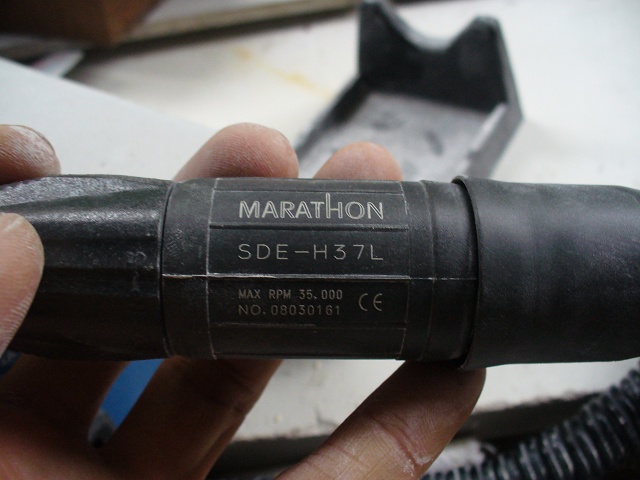 MARATHON
SDE-H37L
MAX RPM 35.000
NO.08030161 CE